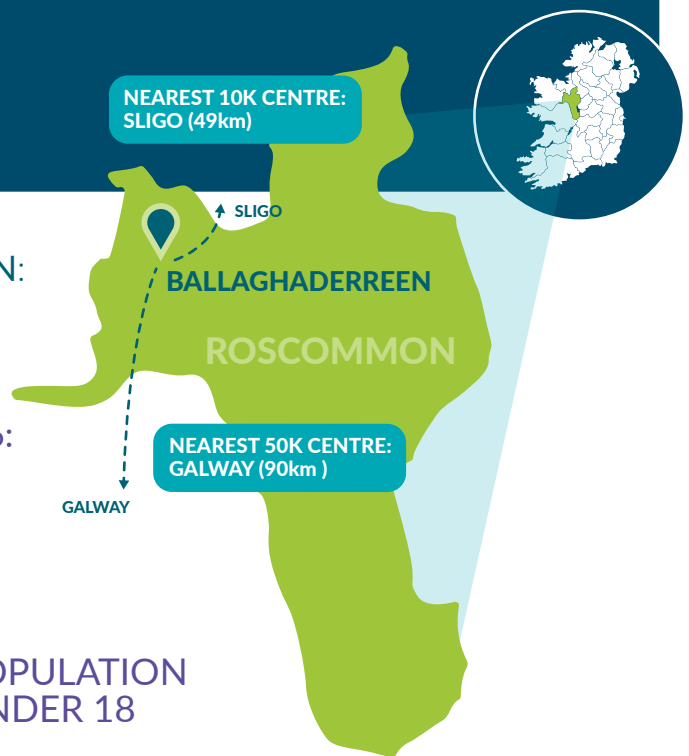 NEAREST 10K CENTRE:
SLIGO (49km)
SLIGO
N:
BALLAGHADERREEN
ROSCOMMON
:
NEAREST 50K CENTRE:
GALWAY (90km )
GALWAY
OPULATION
NDER 18